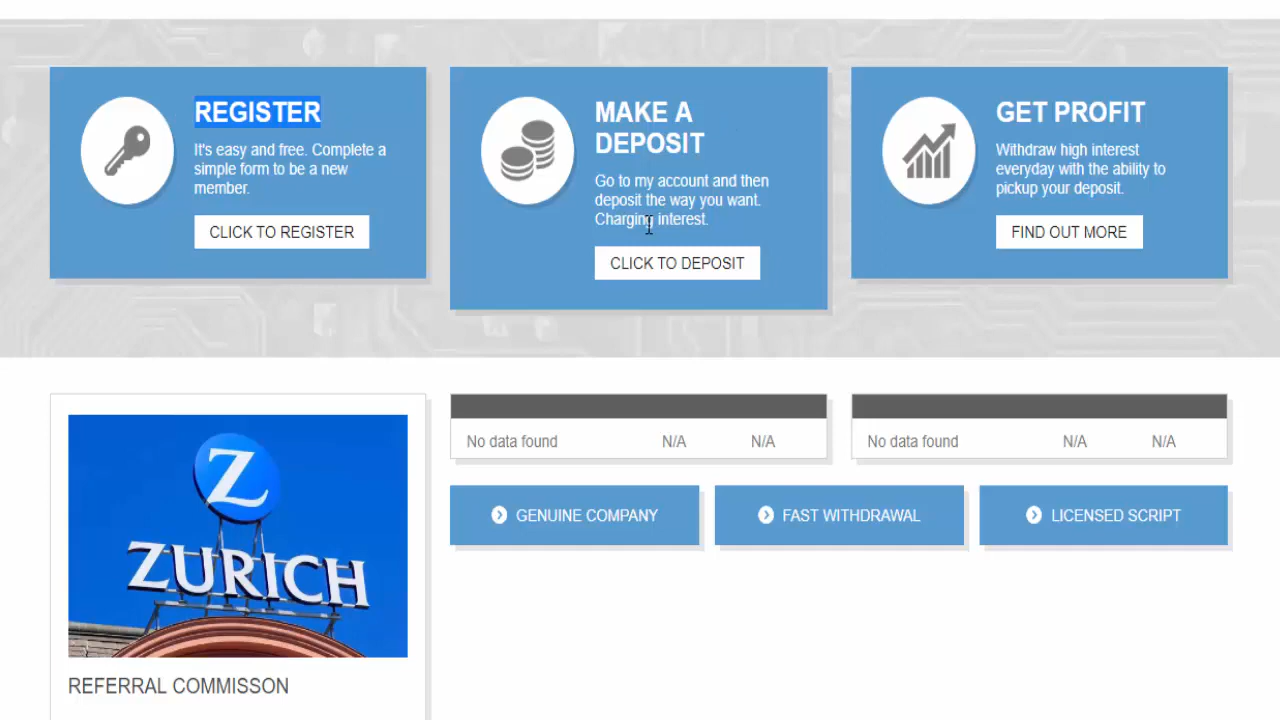 REGISTER
It's easy and free. Complete a
simple form to be a new
member.
CLICK TO REGISTER
MAKE A
DEPOSIT
Go to my account and then
deposit the way you want.
Charging interest.
CLICK TO DEPOSIT
GET PROFIT
Withdraw high interest
everyday with the ability to
pickup your deposit.
FIND OUT MORE
Z
ZURICH
REFERRAL COMMISSON
No data found N/A N/A
No data found N/A N/A
GENUINE COMPANY
FAST WITHDRAWAL
LICENSED SCRIPT